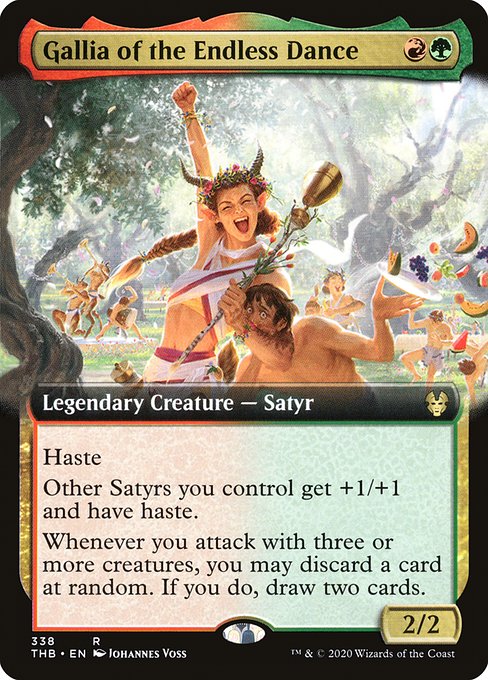 Gallia of the Endless Dance
Legendary Creature — Satyr
Haste
Other Satyrs you control get +1/+1
and have haste.
Whenever you attack with three or
more creatures, you may discard a card
at random. If you do, draw two cards.
2/2
338 R
THB • EN Johannes Voss
™ & © 2020 Wizards of the Coast